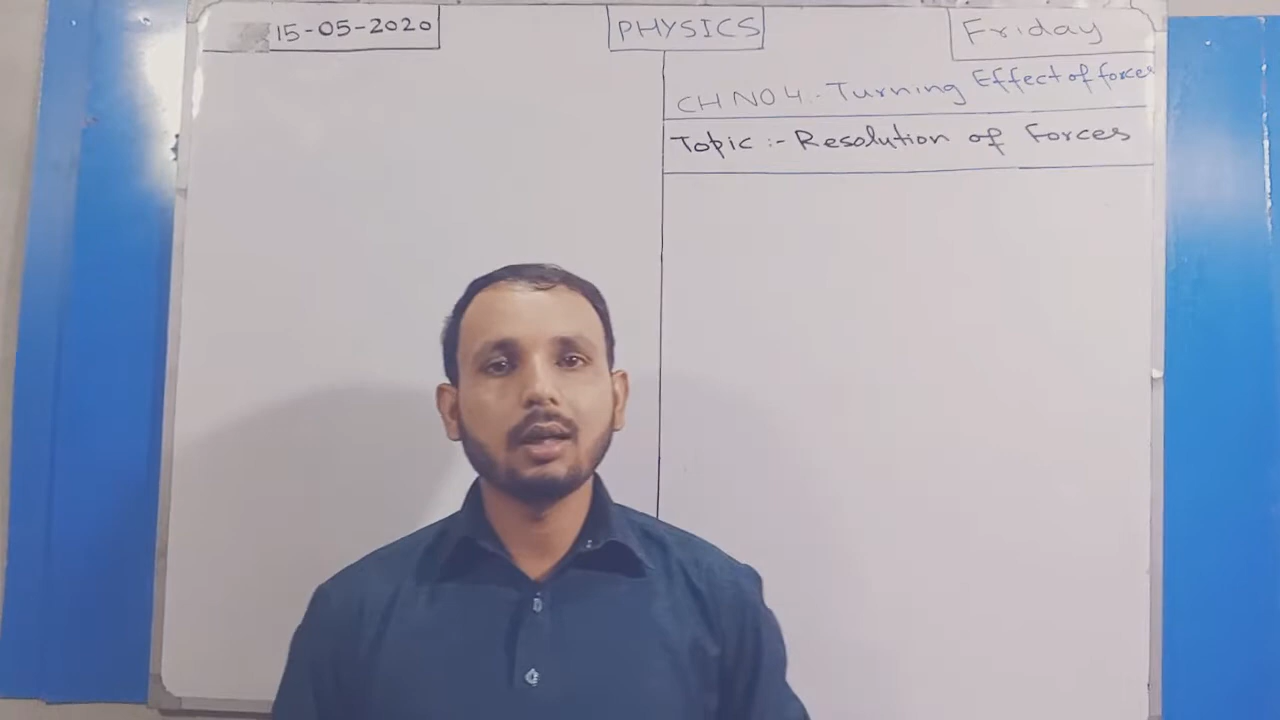 15-05-2020
PHYSICS
Friday
CH NO 4:- Turning Effect of forces
Topic :- Resolution of Forces